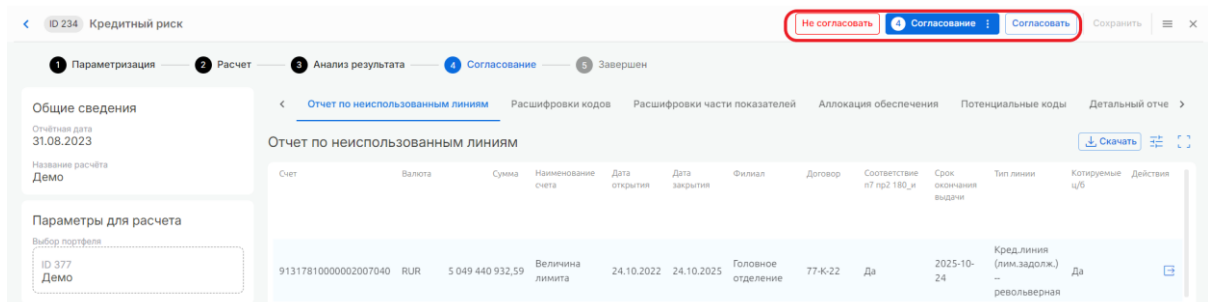 ID 234 Кредитный риск Не согласовать 4 Согласование Согласовать Сохранить
1 Параметризация 2 Расчет 3 Анализ результата 4 Согласование 5 Завершен
Общие сведения
Отчётная дата
31.08.2023
Название расчёта
Демо
Параметры для расчета
Выбор портфеля
ID 377
Демо
Отчет по неиспользованным линиям Расшифровки кодов Расшифровки части показателей Аллокация обеспечения Потенциальные коды Детальный отче
Отчет по неиспользованным линиям Скачать
Счет Валюта Сумма Наименование Дата Дата Филиал Договор Соответствие Срок Тип линии Котируемые Действия
счета открытия закрытия п7 пр2 180_и окончания ц/б
выдачи
Кред.линия
91317810000002007040 RUR 5 049 440 932,59 Величина 24.10.2022 24.10.2025 Головное 77-К-22 Да 2025-10- (лим.задолж.) Да
лимита отделение 24 –
револьверная